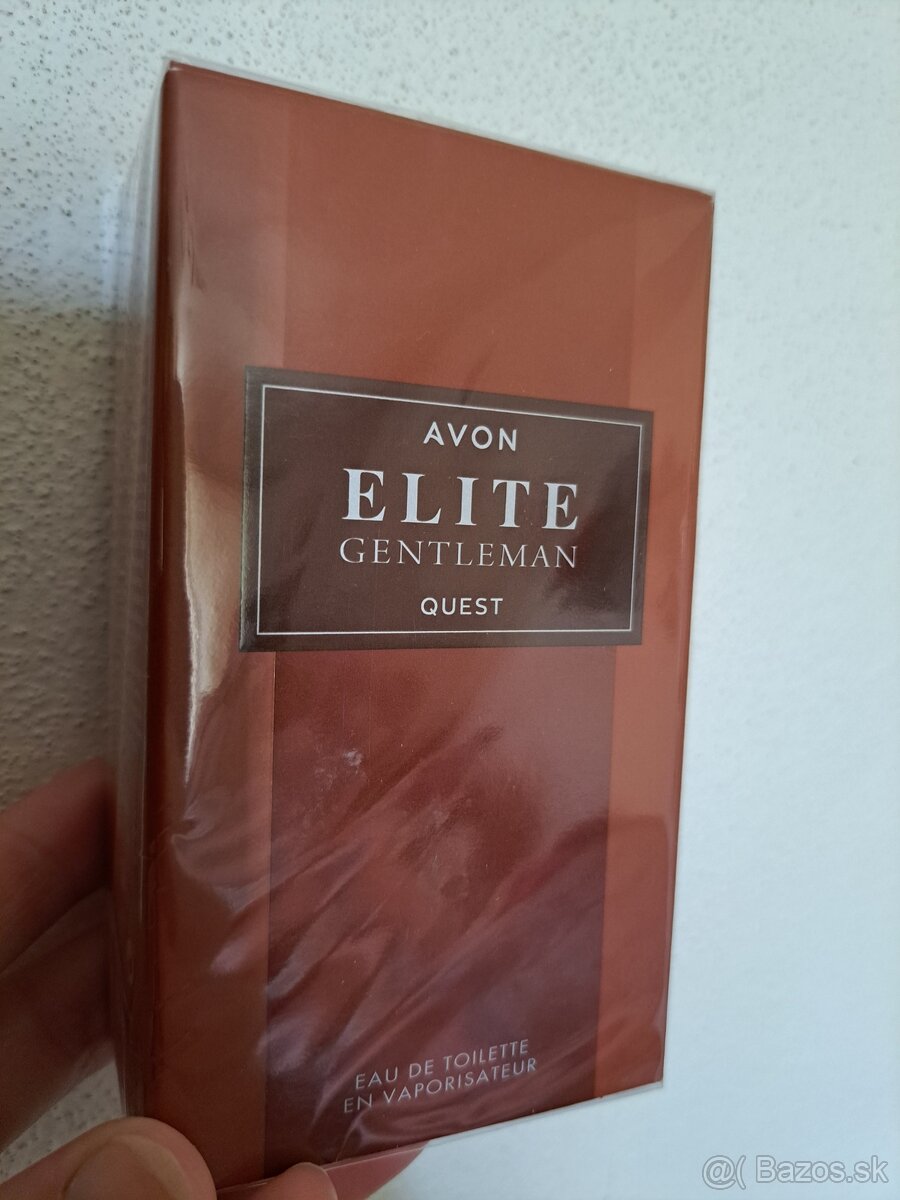 AVON
ELITE
GENTLEMAN
QUEST
EAU DE TOILETTE
EN VAPORISATEUR
@( Bazos.sk